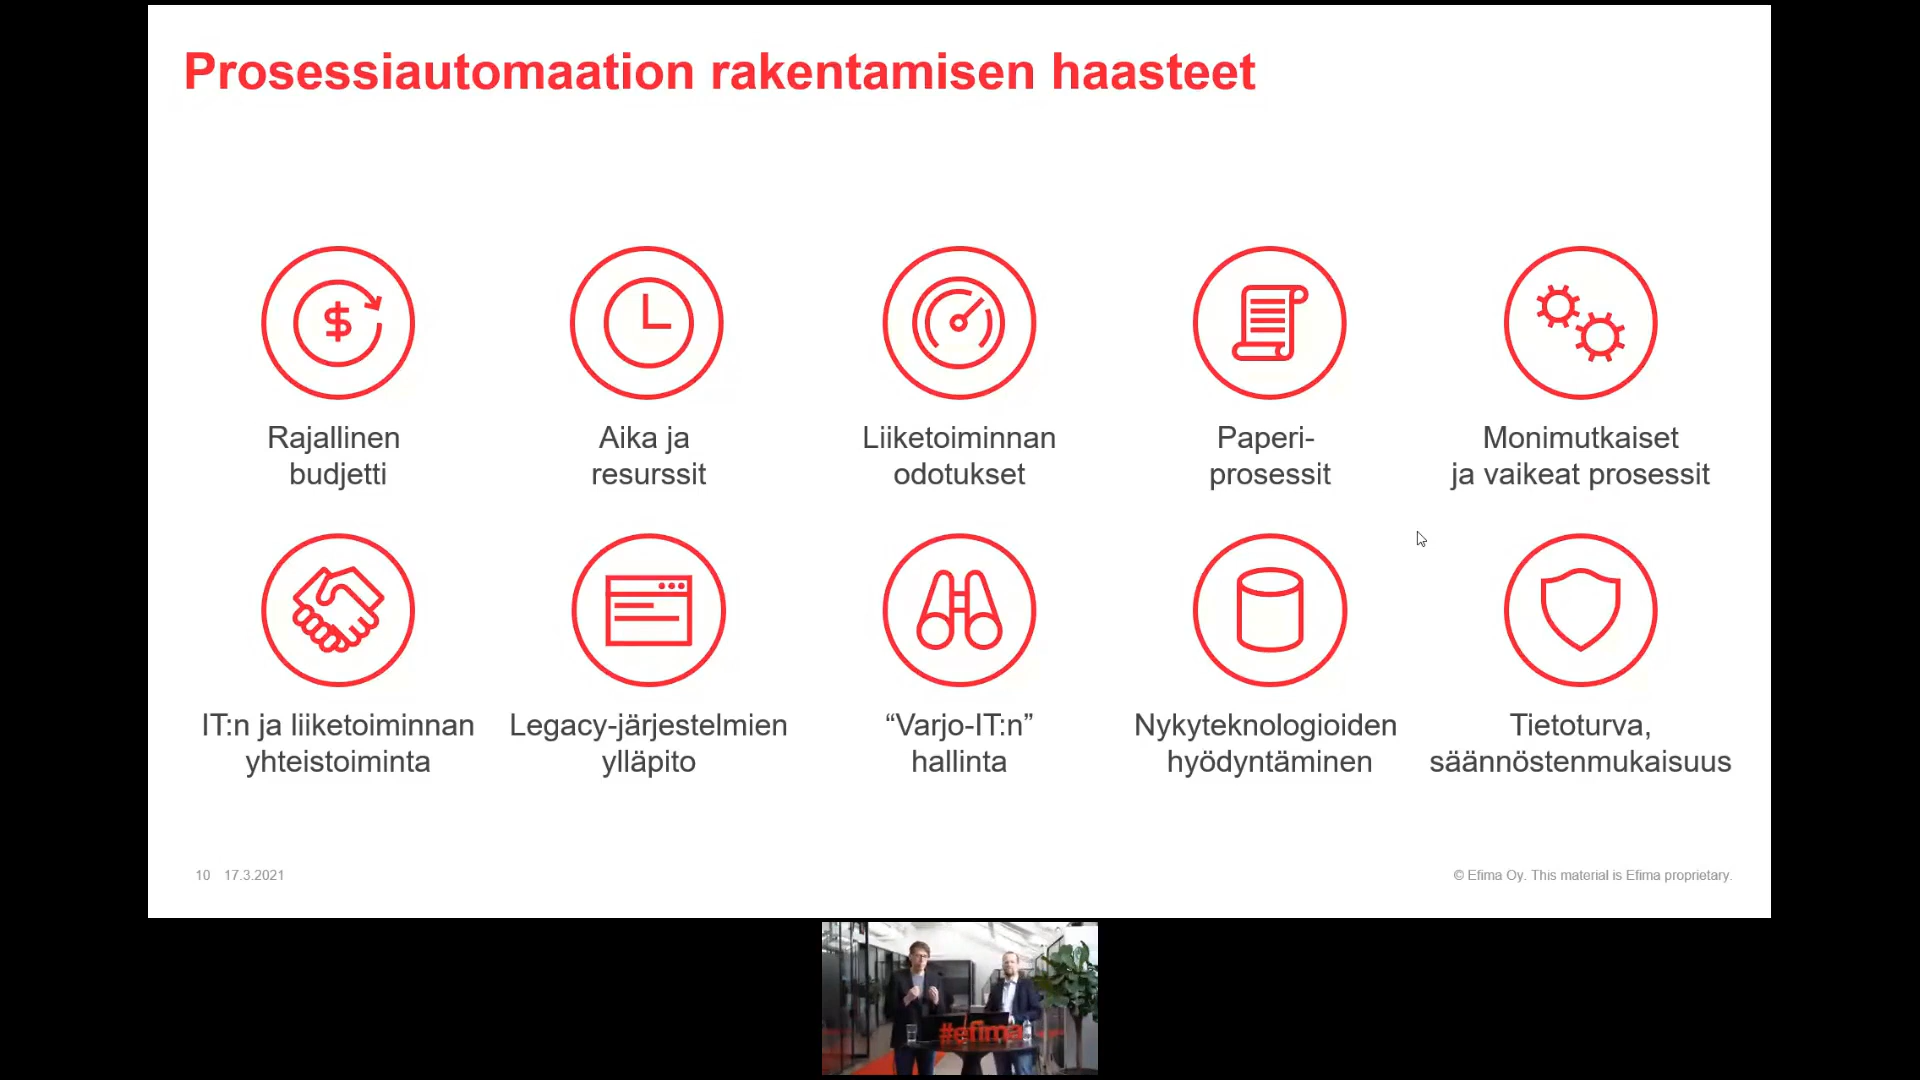 Prosessiautomaation rakentamisen haasteet
Rajallinen
budjetti
Aika ja
resurssit
Liiketoiminnan
odotukset
Paperi-
prosessit
Monimutkaiset
ja vaikeat prosessit
IT:n ja liiketoiminnan
yhteistoiminta
Legacy-järjestelmien
ylläpito
“Varjo-IT:n”
hallinta
Nykyteknologioiden
hyödyntäminen
Tietoturva,
säännöstenmukaisuus
10 17.3.2021
© Efima Oy. This material is Efima proprietary.
#efima